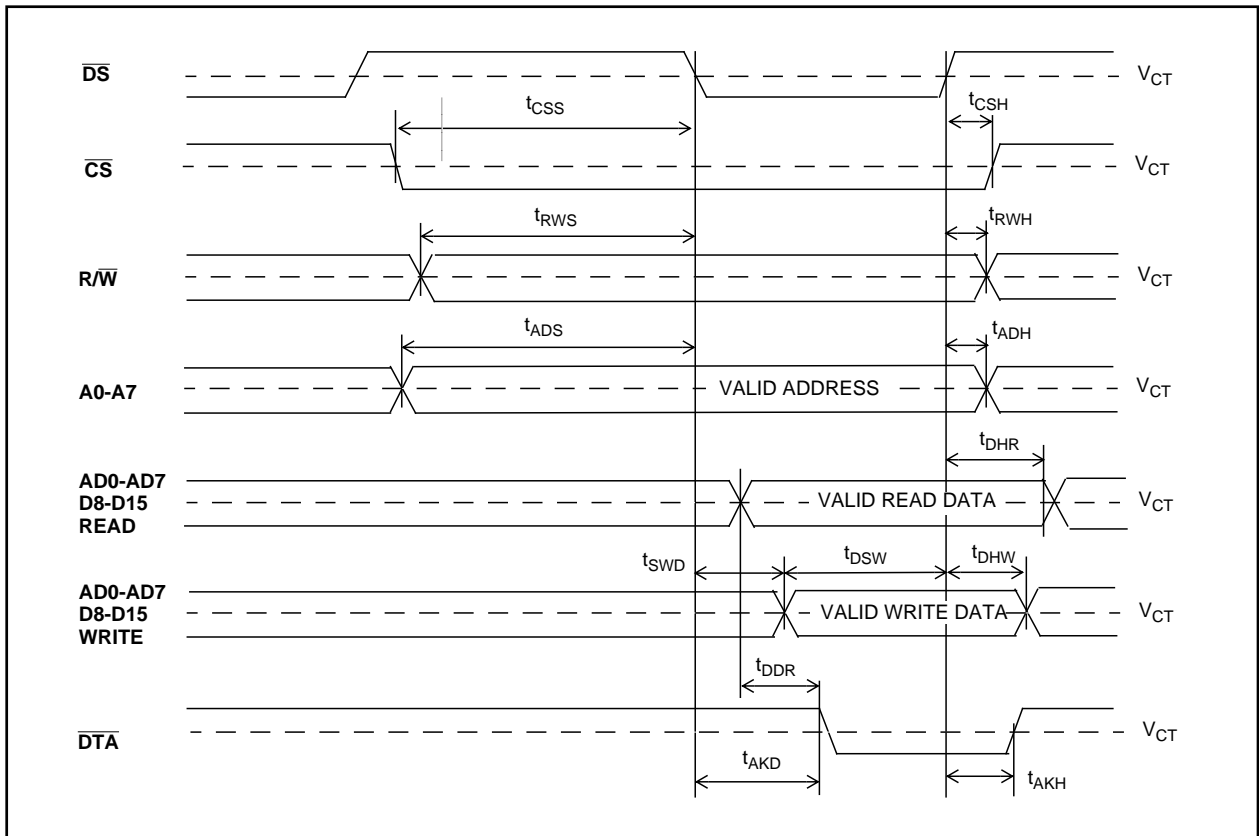 DS
V_CT
t_CSS
t_CSH
CS
V_CT
t_RWS
t_RWH
R/W
V_CT
t_ADS
t_ADH
A0-A7
VALID ADDRESS
V_CT
t_DHR
AD0-AD7
D8-D15
READ
VALID READ DATA
V_CT
t_SWD
t_DSW
t_DHW
AD0-AD7
D8-D15
WRITE
VALID WRITE DATA
V_CT
t_DDR
DTA
V_CT
t_AKD
t_AKH